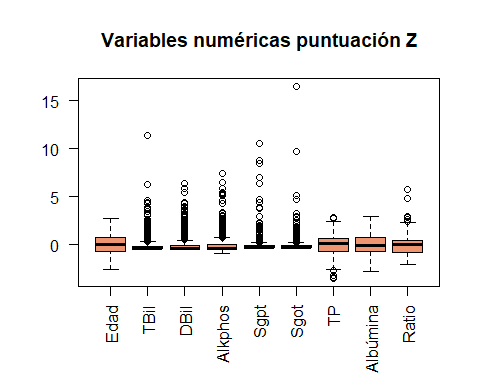 Variables numéricas puntuación Z
15
10
5
0
Edad
TBil
DBil
Alkphos
Sgpt
Sgot
TP
Albúmina
Ratio